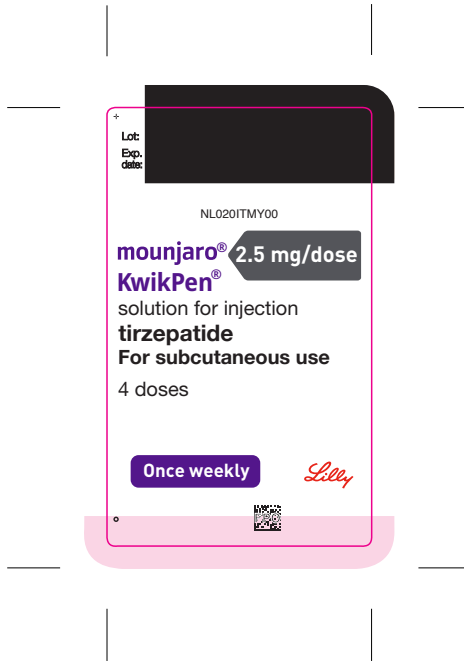 Lot:
Exp.
date:
NL020ITMY00
mounjaro® 2.5 mg/dose
KwikPen®
solution for injection
tirzepatide
For subcutaneous use
4 doses
Once weekly
Lilly